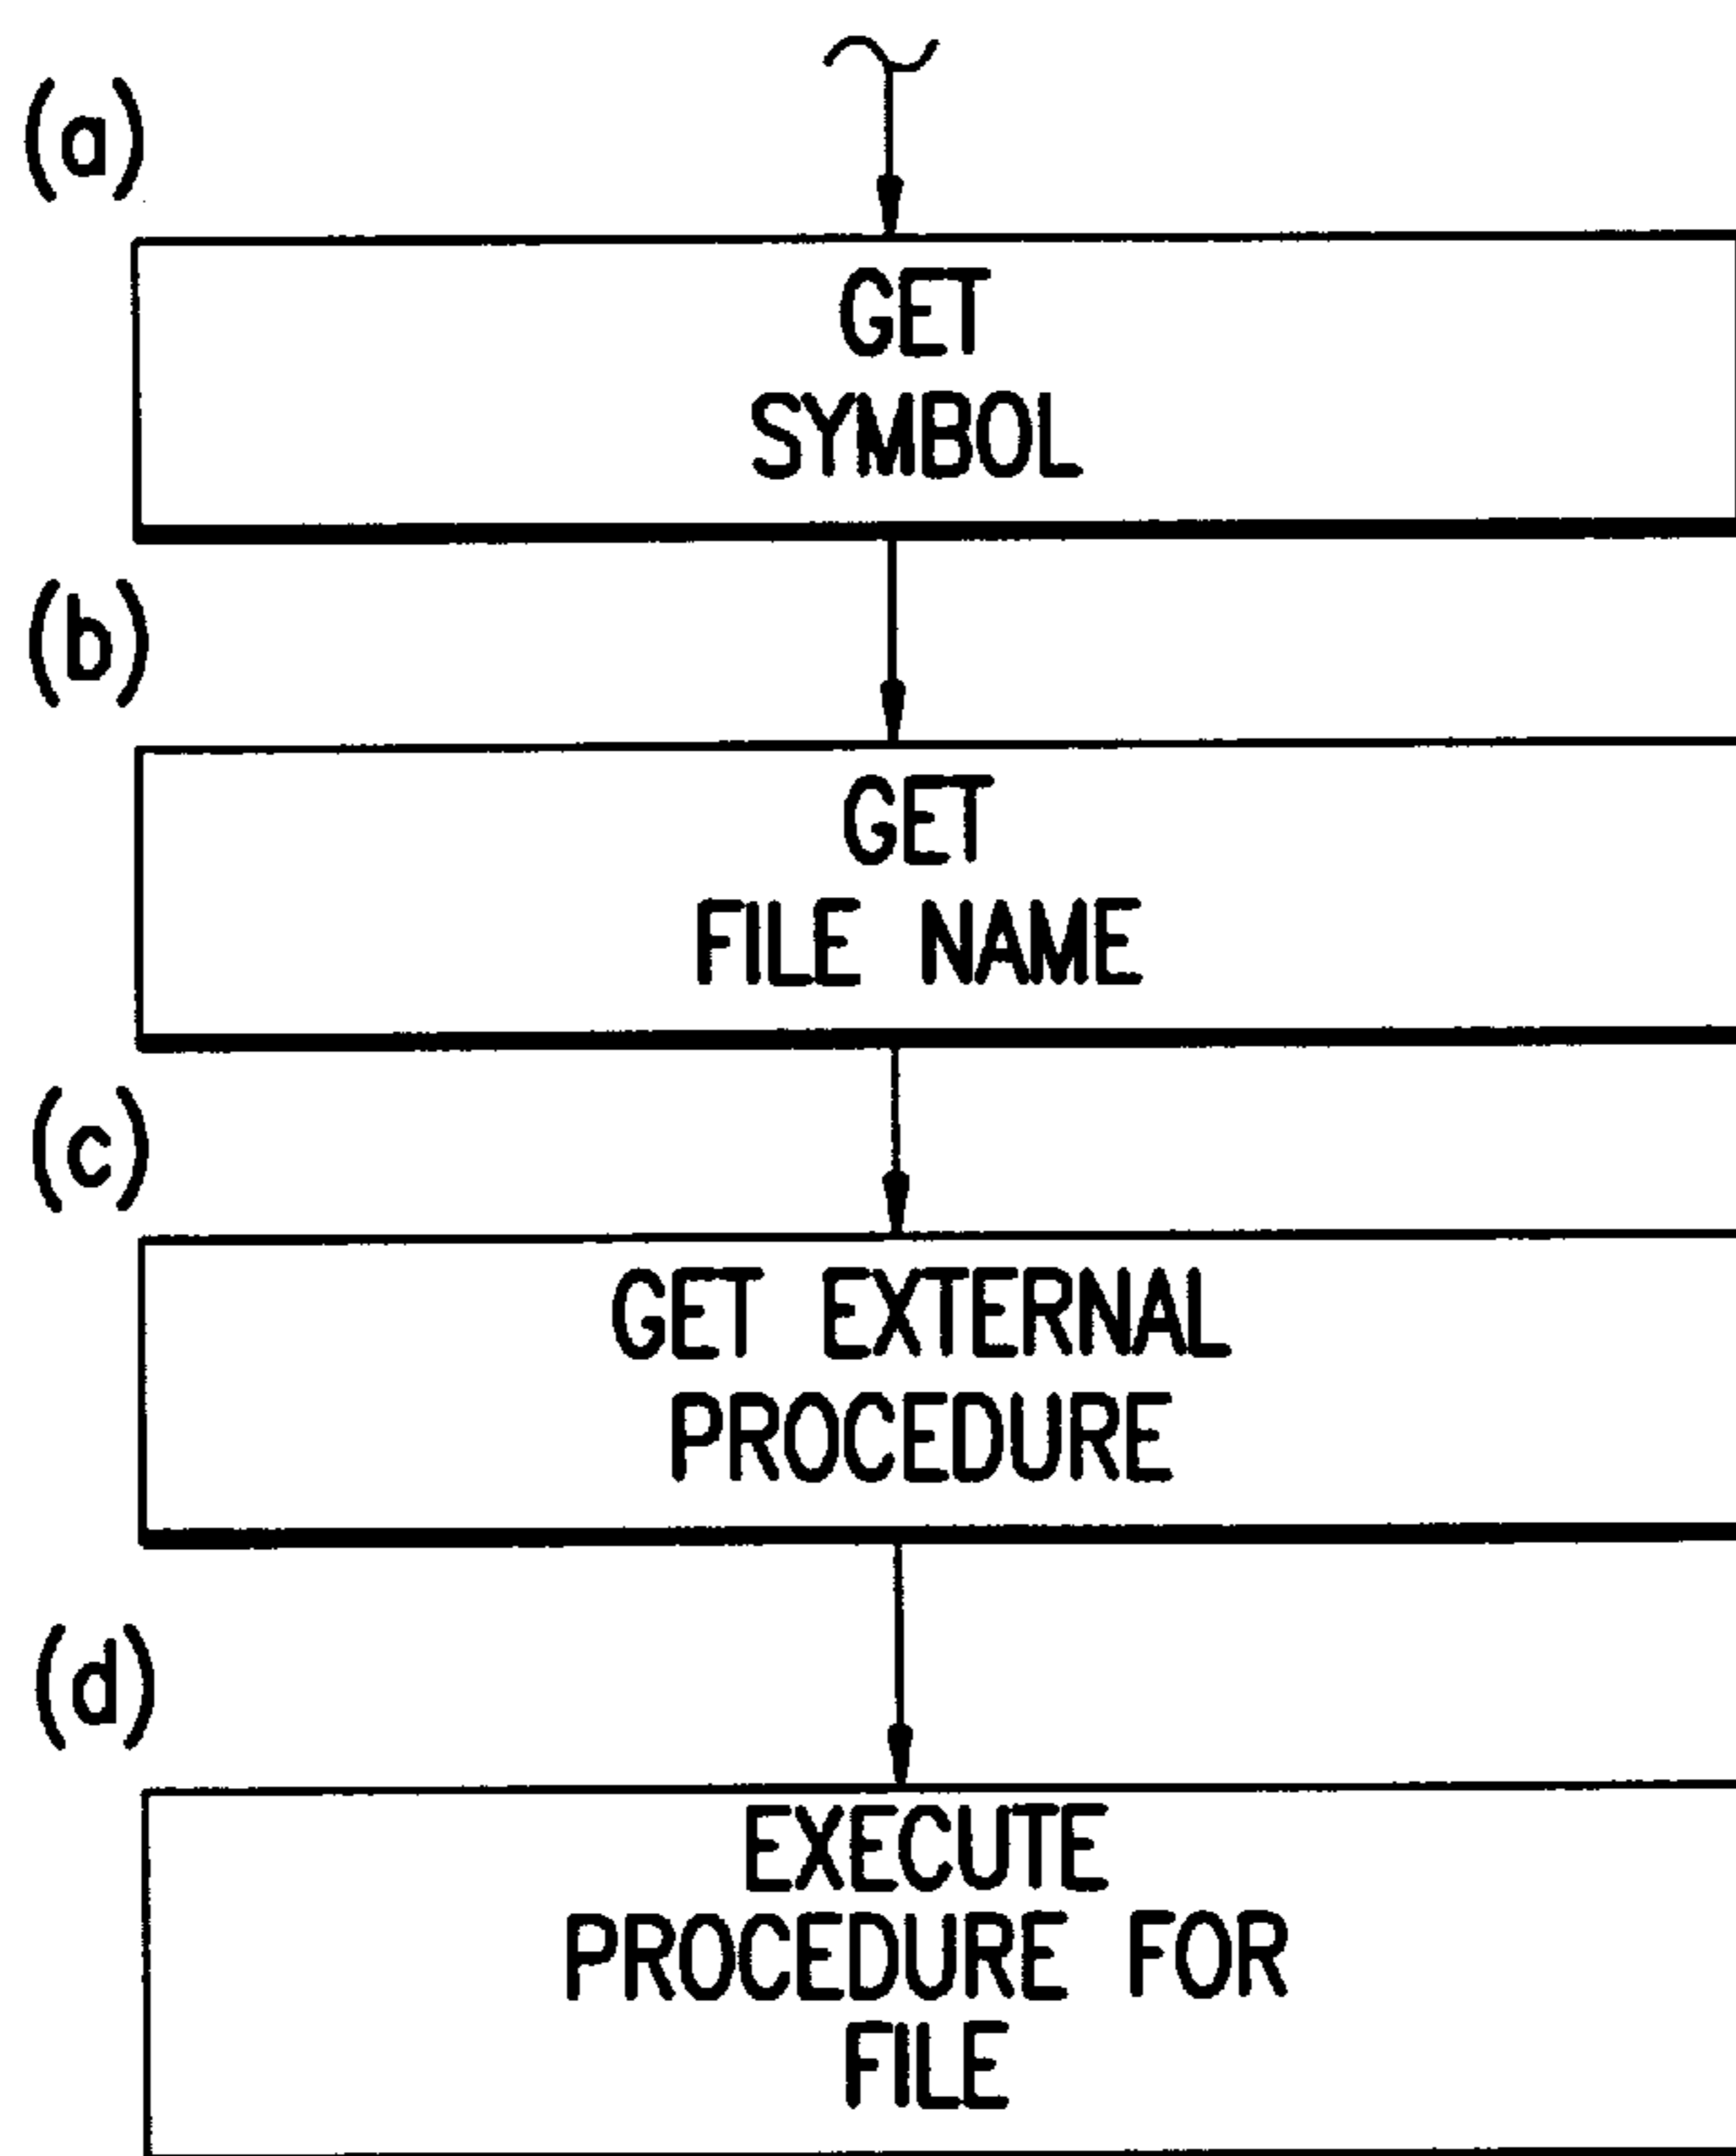 (a)
GET
SYMBOL
(b)
GET
FILE NAME
(c)
GET EXTERNAL
PROCEDURE
(d)
EXECUTE
PROCEDURE FOR
FILE